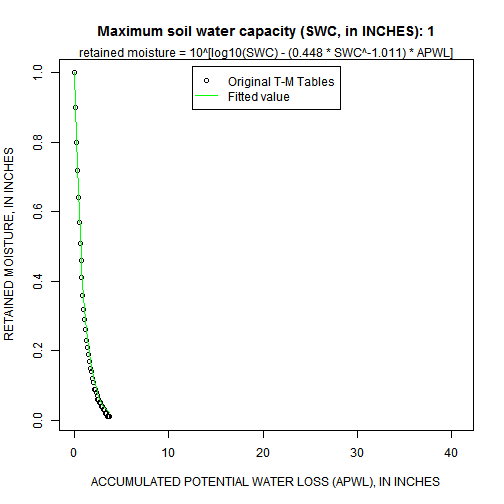 Maximum soil water capacity (SWC, in INCHES): 1
retained moisture = 10^[log10(SWC) - (0.448 * SWC^-1.011) * APWL]
Original T-M Tables
Fitted value
RETAINED MOISTURE, IN INCHES
1.0
0.8
0.6
0.4
0.2
0.0
0 10 20 30 40
ACCUMULATED POTENTIAL WATER LOSS (APWL), IN INCHES